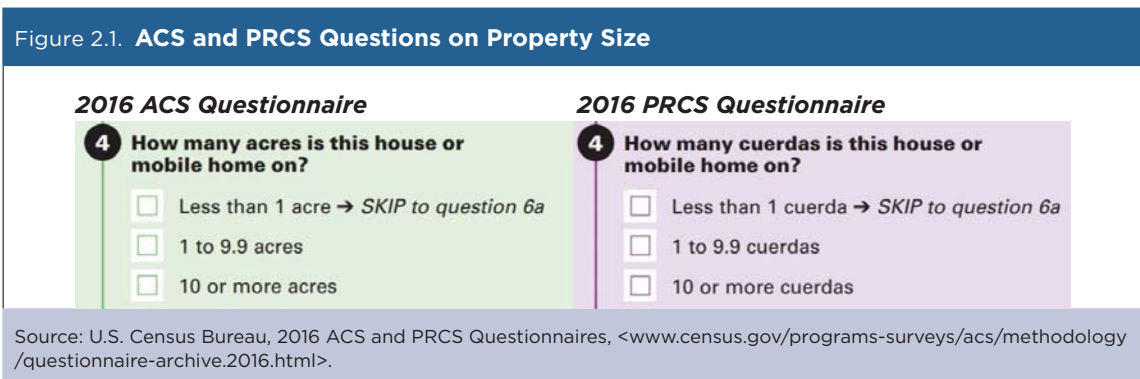 Figure 2.1. ACS and PRCS Questions on Property Size
2016 ACS Questionnaire
4 How many acres is this house or
mobile home on?
Less than 1 acre → SKIP to question 6a
1 to 9.9 acres
10 or more acres
2016 PRCS Questionnaire
4 How many cuerdas is this house or
mobile home on?
Less than 1 cuerda → SKIP to question 6a
1 to 9.9 cuerdas
10 or more cuerdas
Source: U.S. Census Bureau, 2016 ACS and PRCS Questionnaires, <www.census.gov/programs-surveys/acs/methodology
/questionnaire-archive.2016.html>.